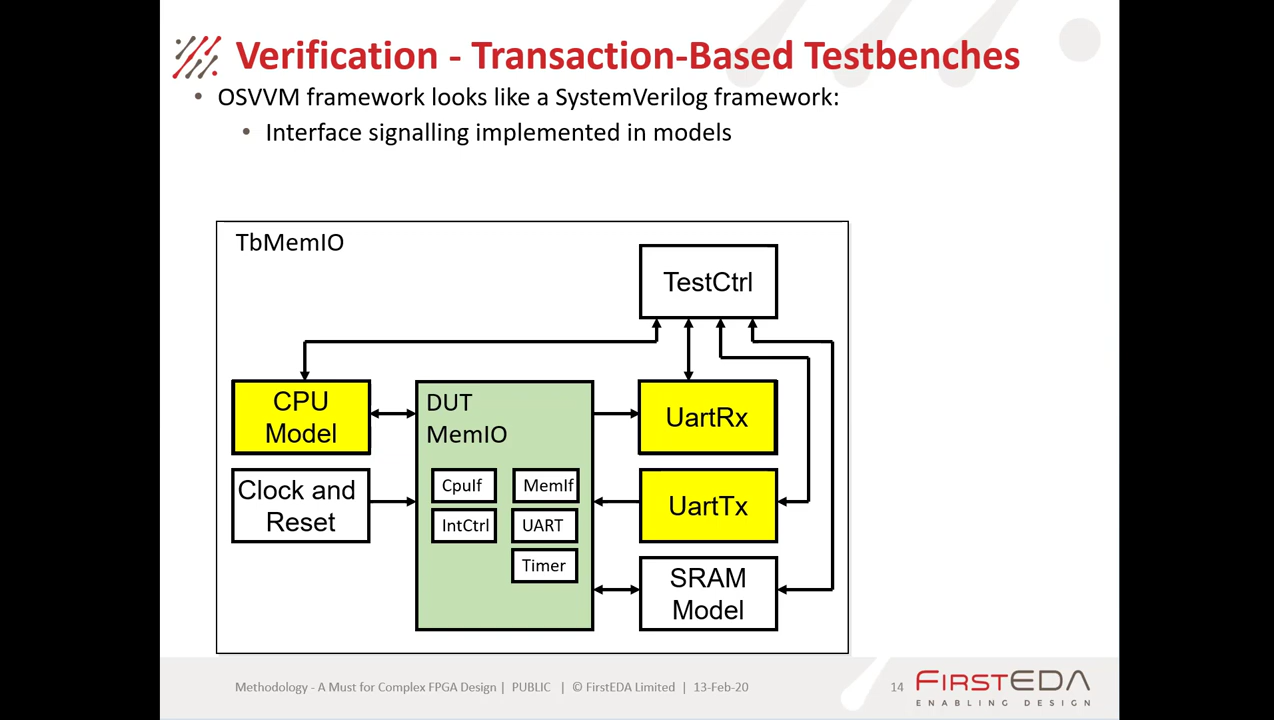 Verification - Transaction-Based Testbenches
• OSVVM framework looks like a SystemVerilog framework:
• Interface signalling implemented in models
TbMemIO
TestCtrl
CPU
Model
DUT
MemIO
UartRx
Clock and
Reset
CpuIf
MemIf
IntCtrl
UART
Timer
UartTx
SRAM
Model
Methodology - A Must for Complex FPGA Design | PUBLIC | © FirstEDA Limited | 13-Feb-20
14
FIRSTEDA
ENABLING DESIGN